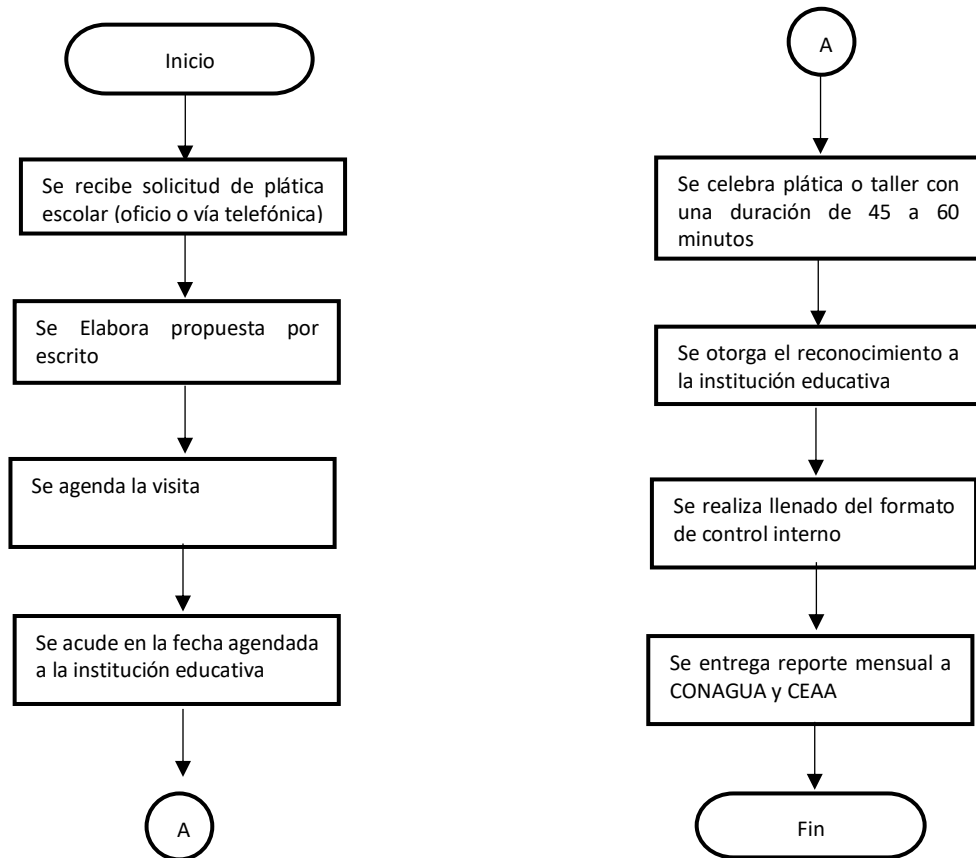 Inicio
Se recibe solicitud de plática
escolar (oficio o vía telefónica)
Se Elabora propuesta por
escrito
Se agenda la visita
Se acude en la fecha agendada
a la institución educativa
A
A
Se celebra plática o taller con
una duración de 45 a 60
minutos
Se otorga el reconocimiento a
la institución educativa
Se realiza llenado del formato
de control interno
Se entrega reporte mensual a
CONAGUA y CEAA
Fin